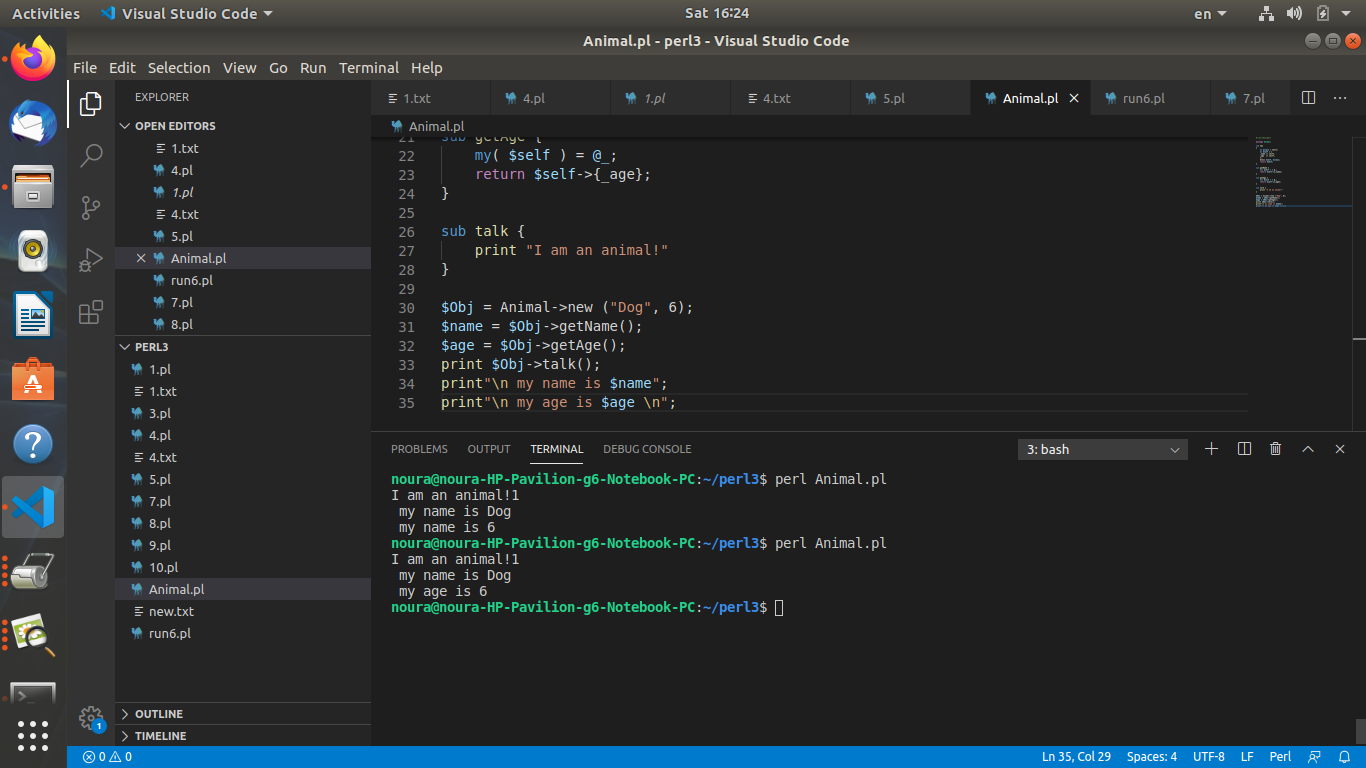 Activities Visual Studio Code Sat 16:24 en
Animal.pl - perl3 - Visual Studio Code
File Edit Selection View Go Run Terminal Help
EXPLORER
OPEN EDITORS
1.txt
4.pl
1.pl
4.txt
5.pl
Animal.pl
run6.pl
7.pl
8.pl
PERL3
1.pl
1.txt
3.pl
4.pl
4.txt
5.pl
7.pl
8.pl
9.pl
10.pl
Animal.pl
new.txt
run6.pl
OUTLINE
TIMELINE
1.txt 4.pl 1.pl 4.txt 5.pl Animal.pl run6.pl 7.pl
Animal.pl
21 sub getAge {
22 my( $self ) = @_;
23 return $self->{_age};
24 }
25
26 sub talk {
27 print "I am an animal!"
28 }
29
30 $Obj = Animal->new ("Dog", 6);
31 $name = $Obj->getName();
32 $age = $Obj->getAge();
33 print $Obj->talk();
34 print"\n my name is $name";
35 print"\n my age is $age \n";
PROBLEMS OUTPUT TERMINAL DEBUG CONSOLE 3: bash
noura@noura-HP-Pavilion-g6-Notebook-PC:~/perl3$ perl Animal.pl
I am an animal!1
my name is Dog
my name is 6
noura@noura-HP-Pavilion-g6-Notebook-PC:~/perl3$ perl Animal.pl
I am an animal!1
my name is Dog
my age is 6
noura@noura-HP-Pavilion-g6-Notebook-PC:~/perl3$
1
0 0 Ln 35, Col 29 Spaces: 4 UTF-8 LF Perl